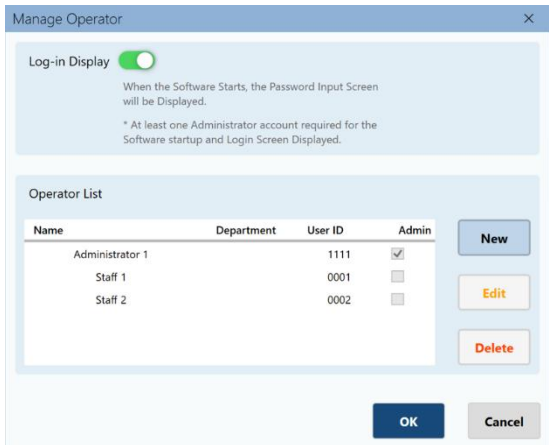 Manage Operator
Log-in Display
When the Software Starts, the Password Input Screen
will be Displayed.
* At least one Administrator account required for the
Software startup and Login Screen Displayed.
Operator List
Name Department User ID Admin
Administrator 1 1111
Staff 1 0001
Staff 2 0002
New
Edit
Delete
OK Cancel